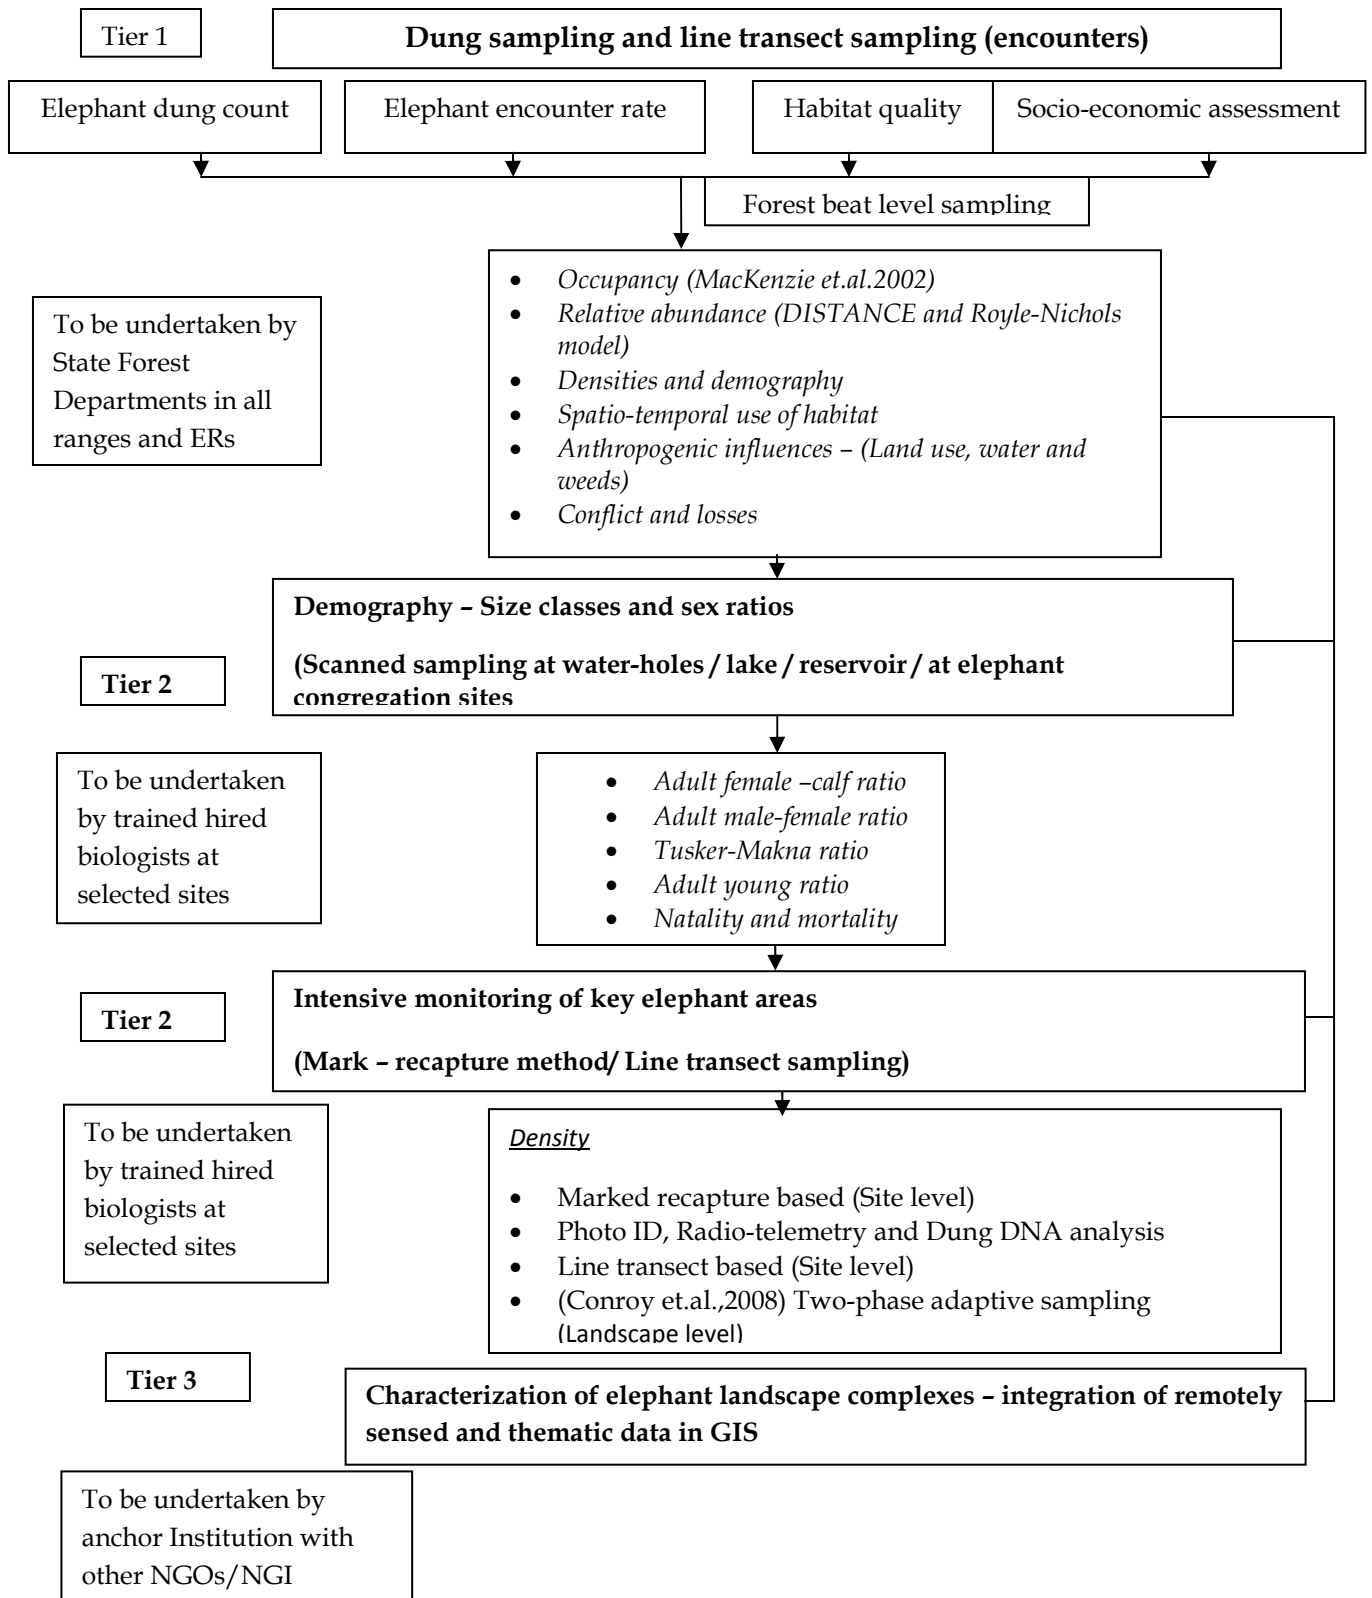 Tier 1
Dung sampling and line transect sampling (encounters)
Elephant dung count
Elephant encounter rate
Habitat quality
Socio-economic assessment
Forest beat level sampling
To be undertaken by
State Forest
Departments in all
ranges and ERs
• Occupancy (MacKenzie et.al.2002)
• Relative abundance (DISTANCE and Royle-Nichols
model)
• Densities and demography
• Spatio-temporal use of habitat
• Anthropogenic influences – (Land use, water and
weeds)
• Conflict and losses
Demography – Size classes and sex ratios
(Scanned sampling at water-holes / lake / reservoir / at elephant
congregation sites
Tier 2
To be undertaken
by trained hired
biologists at
selected sites
• Adult female –calf ratio
• Adult male-female ratio
• Tusker-Makna ratio
• Adult young ratio
• Natality and mortality
Tier 2
Intensive monitoring of key elephant areas
(Mark – recapture method/ Line transect sampling)
To be undertaken
by trained hired
biologists at
selected sites
Density
• Marked recapture based (Site level)
• Photo ID, Radio-telemetry and Dung DNA analysis
• Line transect based (Site level)
• (Conroy et.al.,2008) Two-phase adaptive sampling
(Landscape level)
Tier 3
Characterization of elephant landscape complexes – integration of remotely
sensed and thematic data in GIS
To be undertaken by
anchor Institution with
other NGOs/NGI